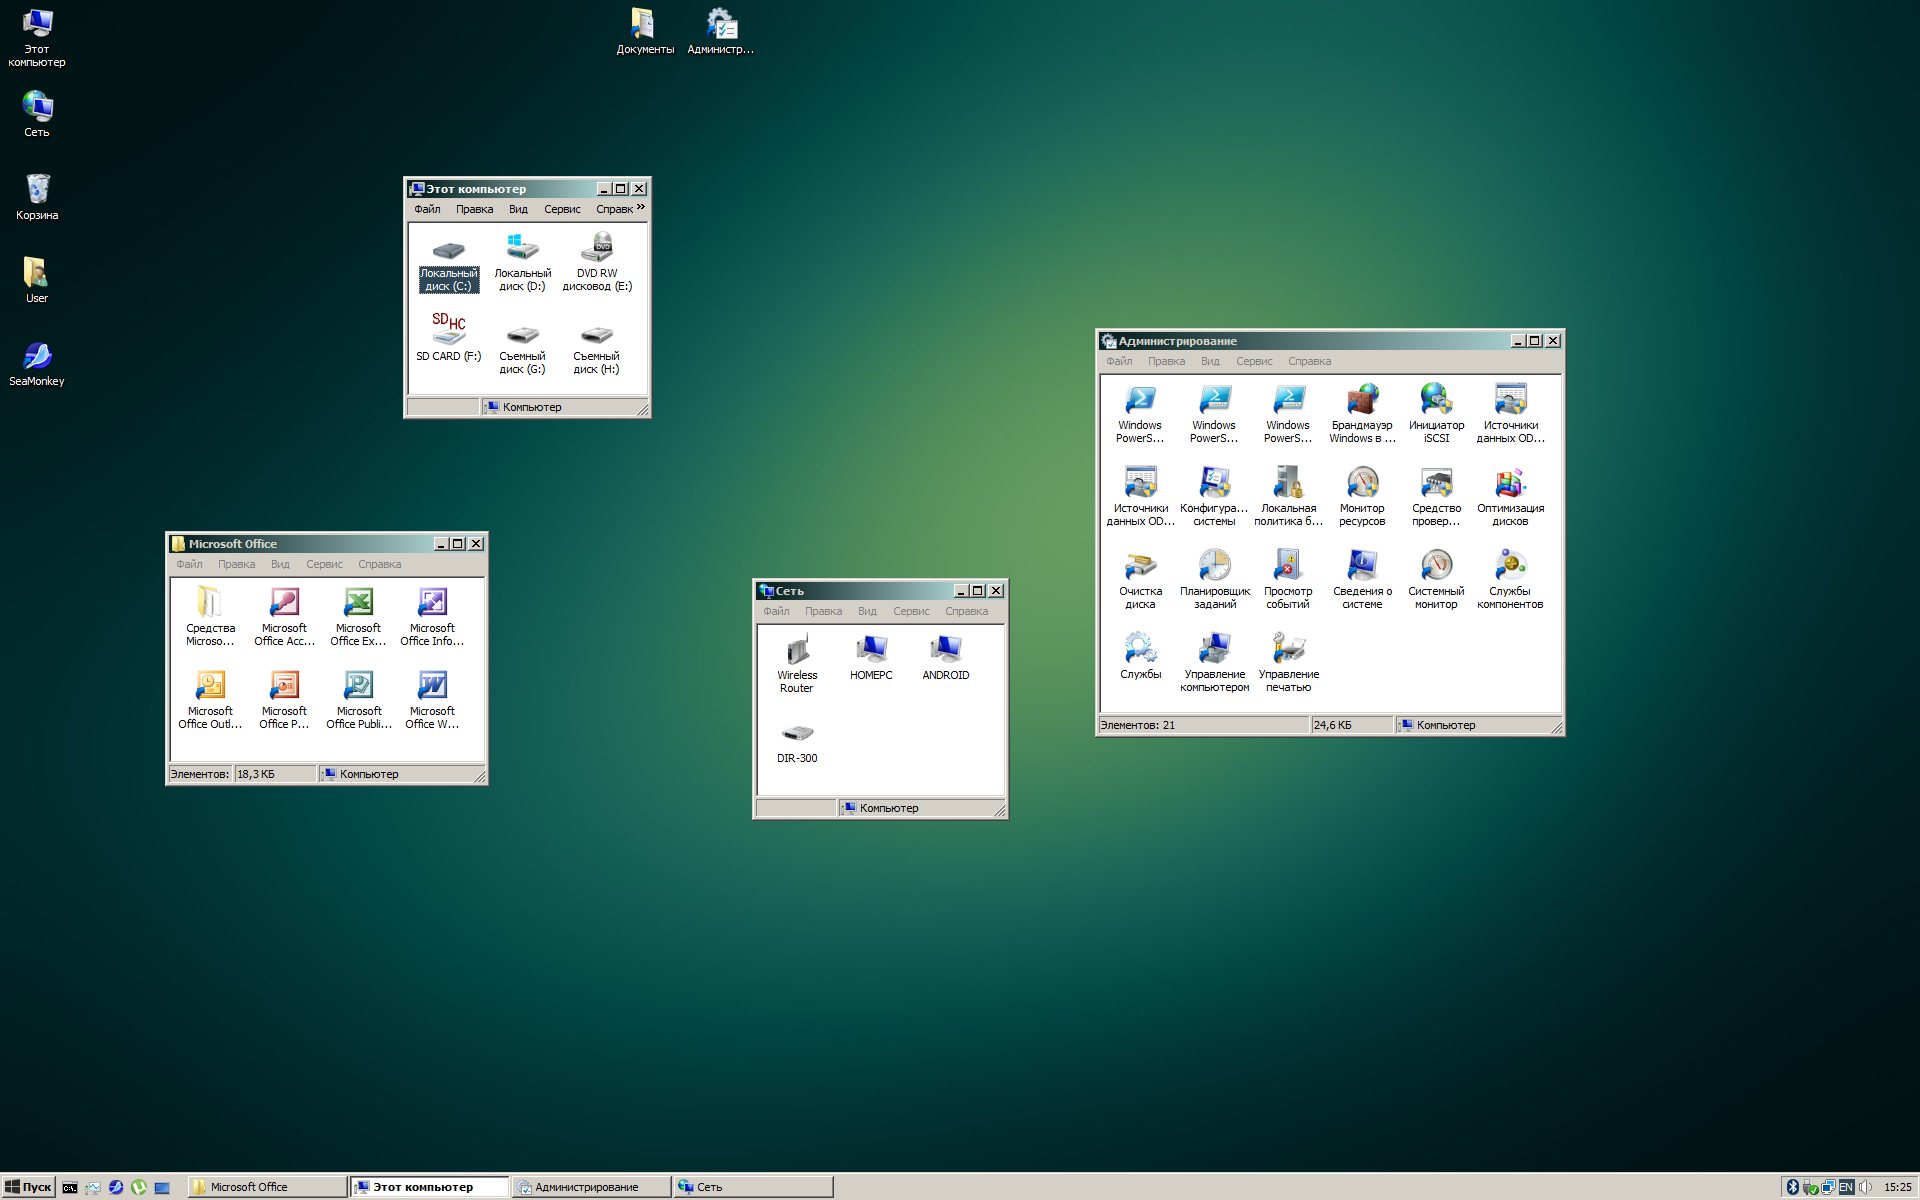 Этот
компьютер
Сеть
Корзина
User
SeaMonkey
Документы
Администр...
Этот компьютер
Файл Правка Вид Сервис Справк »
Локальный
диск (C:)
Локальный
диск (D:)
DVD RW
дисковод (E:)
SD CARD (F:)
Съемный
диск (G:)
Съемный
диск (H:)
Компьютер
Администрирование
Файл Правка Вид Сервис Справка
Windows
PowerS...
Windows
PowerS...
Windows
PowerS...
Брандмауэр
Windows в ...
Инициатор
iSCSI
Источники
данных OD...
Источники
данных OD...
Конфигура...
системы
Локальная
политика б...
Монитор
ресурсов
Средство
провер...
Оптимизация
дисков
Очистка
диска
Планировщик
заданий
Просмотр
событий
Сведения о
системе
Системный
монитор
Службы
компонентов
Службы
Управление
компьютером
Управление
печатью
Элементов: 21 24,6 КБ Компьютер
Microsoft Office
Файл Правка Вид Сервис Справка
Средства
Microso...
Microsoft
Office Acc...
Microsoft
Office Ex...
Microsoft
Office Info...
Microsoft
Office Outl...
Microsoft
Office P...
Microsoft
Office Publi...
Microsoft
Office W...
Элементов: 18,3 КБ Компьютер
Сеть
Файл Правка Вид Сервис Справка
Wireless
Router
HOMEPC
ANDROID
DIR-300
Компьютер
Пуск Microsoft Office Этот компьютер Администрирование Сеть EN 15:25
SD HC
DVD